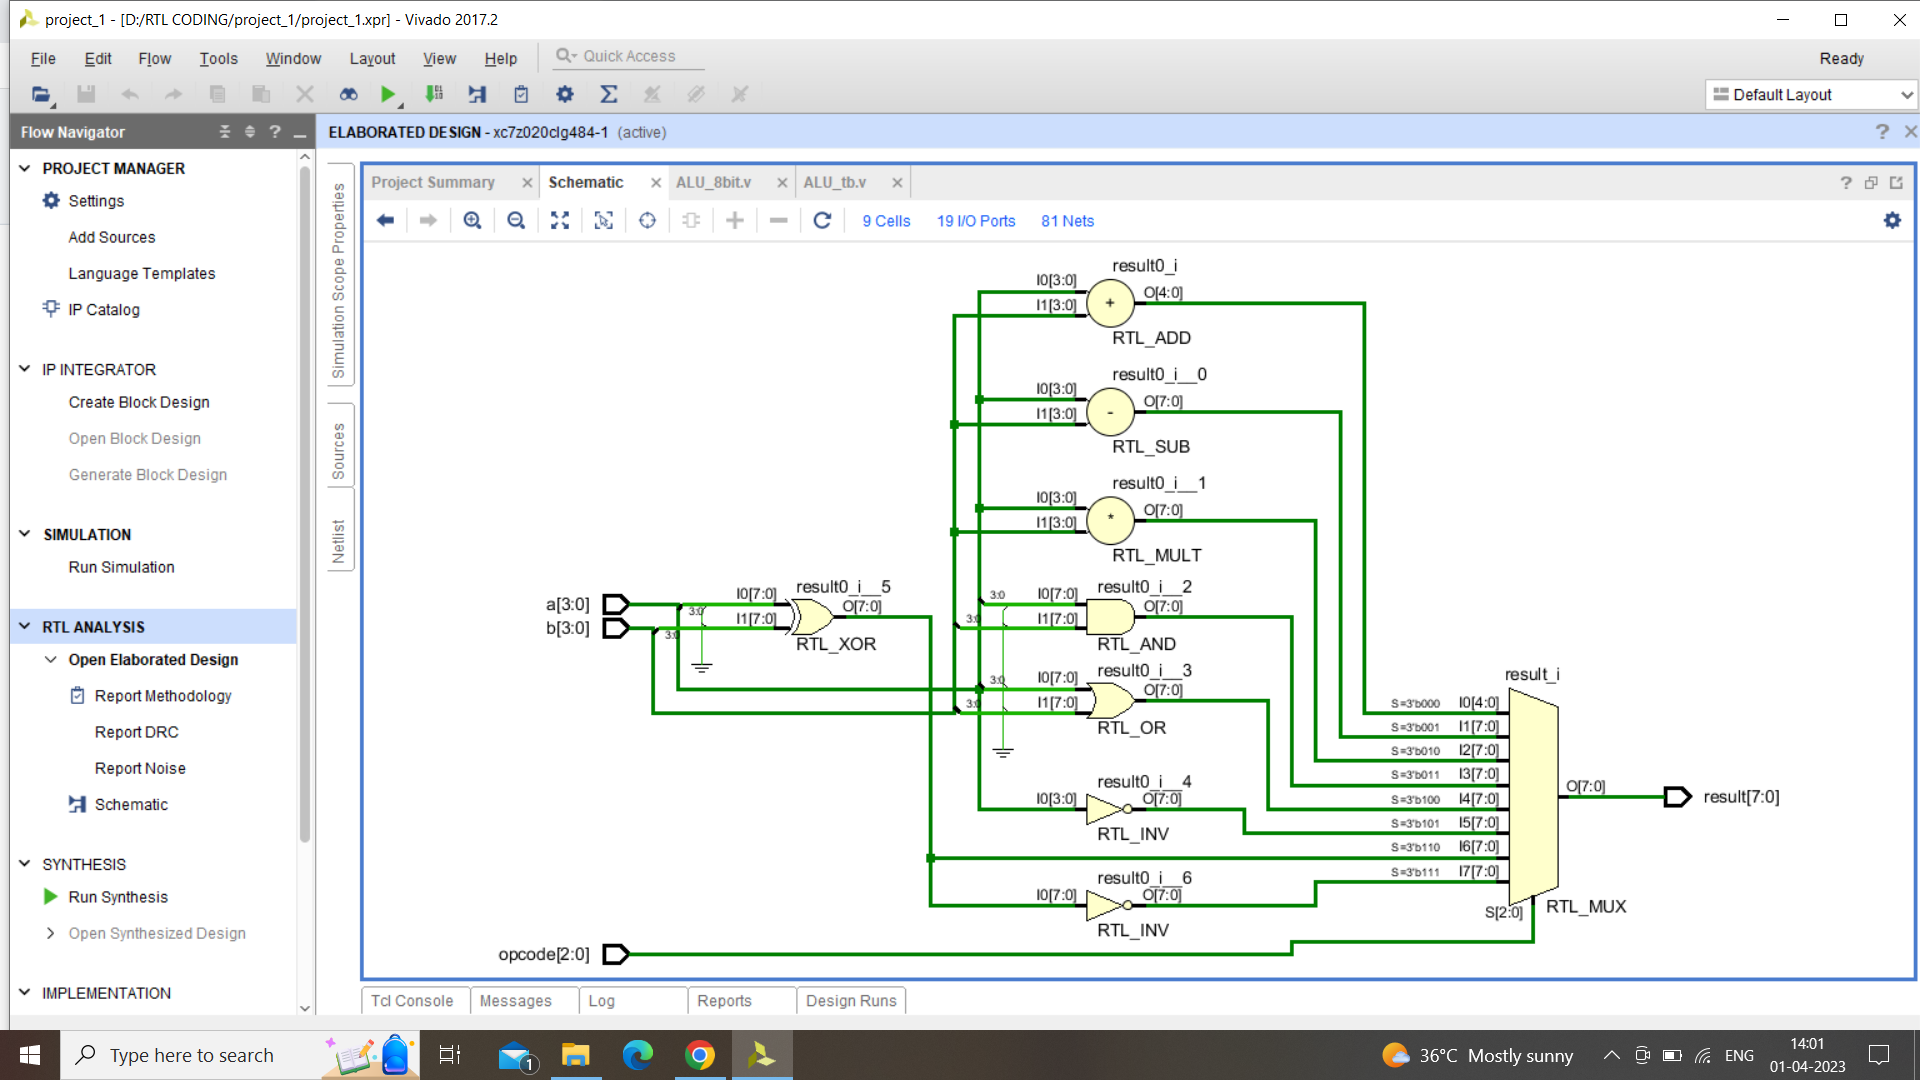 project_1 - [D:/RTL CODING/project_1/project_1.xpr] - Vivado 2017.2
File Edit Flow Tools Window Layout View Help Quick Access Ready
Default Layout
Flow Navigator
ELABORATED DESIGN - xc7z020clg484-1 (active)
PROJECT MANAGER
Settings
Add Sources
Language Templates
IP Catalog
IP INTEGRATOR
Create Block Design
Open Block Design
Generate Block Design
SIMULATION
Run Simulation
RTL ANALYSIS
Open Elaborated Design
Report Methodology
Report DRC
Report Noise
Schematic
SYNTHESIS
Run Synthesis
Open Synthesized Design
IMPLEMENTATION
Simulation Scope Properties
Sources
Netlist
Project Summary Schematic ALU_8bit.v ALU_tb.v
9 Cells 19 I/O Ports 81 Nets
result0_i
I0[3:0] O[4:0]
I1[3:0]
+
RTL_ADD
result0_i__0
I0[3:0] O[7:0]
I1[3:0]
-
RTL_SUB
result0_i__1
I0[3:0] O[7:0]
I1[3:0]
*
RTL_MULT
a[3:0]
b[3:0]
3:0
3:0
result0_i__5
I0[7:0] O[7:0]
I1[7:0]
RTL_XOR
result0_i__2
3:0 I0[7:0] O[7:0]
3:0 I1[7:0]
RTL_AND
result0_i__3
3:0 I0[7:0] O[7:0]
3:0 I1[7:0]
RTL_OR
result0_i__4
I0[3:0] O[7:0]
RTL_INV
result0_i__6
I0[7:0] O[7:0]
RTL_INV
opcode[2:0]
result_i
S=3'b000 I0[4:0]
S=3'b001 I1[7:0]
S=3'b010 I2[7:0]
S=3'b011 I3[7:0]
S=3'b100 I4[7:0]
S=3'b101 I5[7:0]
S=3'b110 I6[7:0]
S=3'b111 I7[7:0]
S[2:0]
RTL_MUX
O[7:0]
result[7:0]
Tcl Console Messages Log Reports Design Runs
Type here to search
1
36°C Mostly sunny
ENG
14:01
01-04-2023